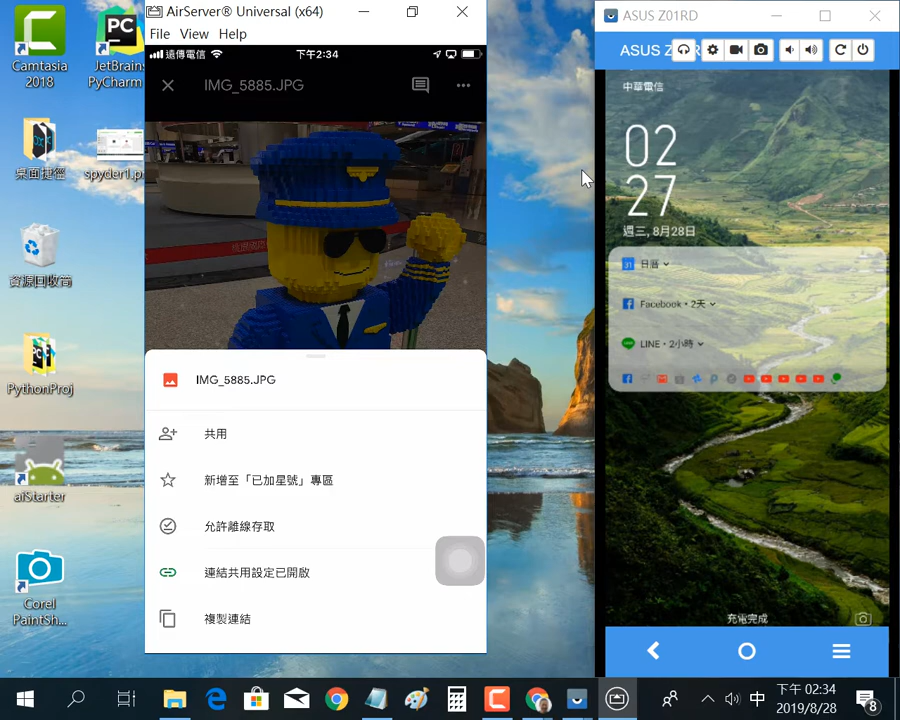 Camtasia
2018
JetBrains
PyCharm
桌面捷徑
spyder1.p
資源回收筒
PythonProj
aiStarter
Corel
PaintSh...
AirServer® Universal (x64)
File View Help
遠傳電信
下午2:34
IMG_5885.JPG
IMG_5885.JPG
共用
新增至「已加星號」專區
允許離線存取
連結共用設定已開啟
複製連結
ASUS Z01RD
ASUS Z01R
中華電信
02
27
週三, 8月28日
31 日曆
Facebook • 2天
LINE • 2小時
充電完成
中
下午 02:34
2019/8/28
8